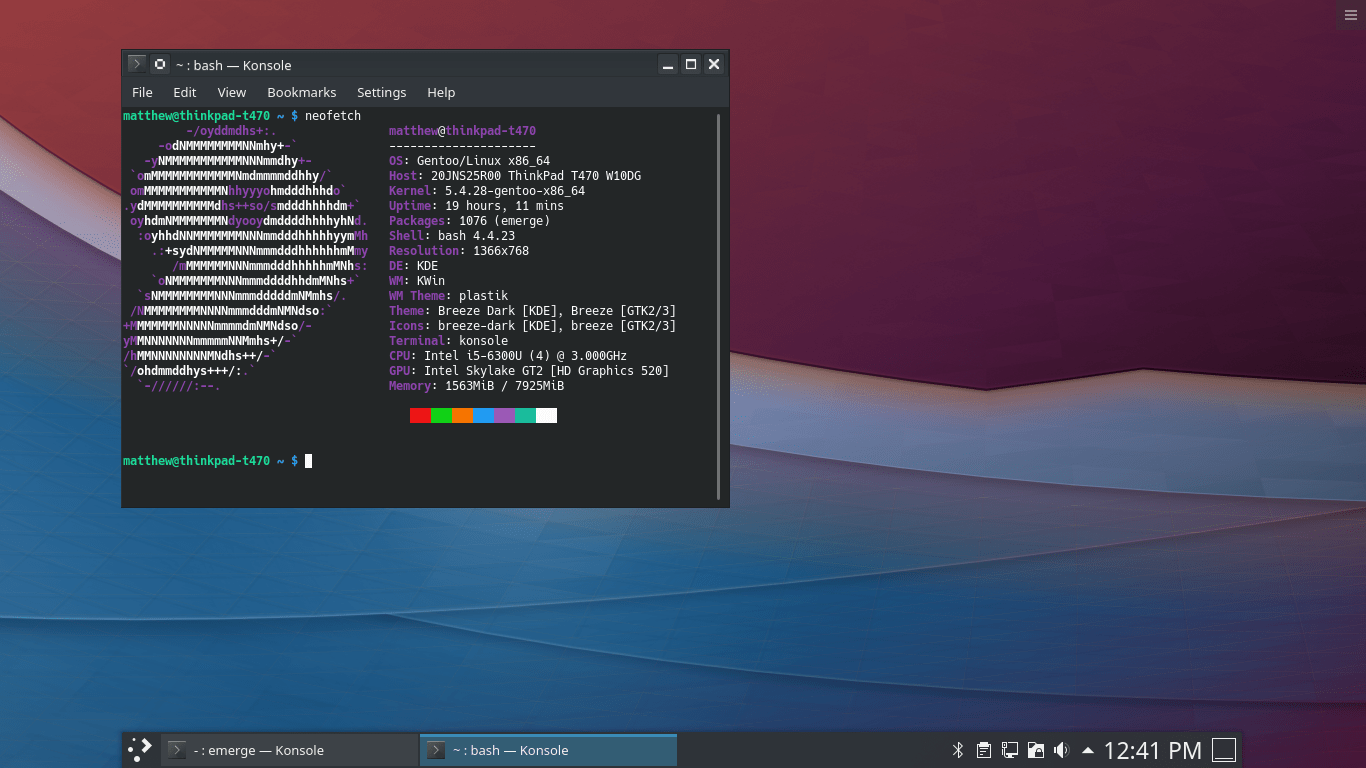 ~ : bash — Konsole
File Edit View Bookmarks Settings Help
matthew@thinkpad-t470 ~ $ neofetch
-/oyddmdhs+:. matthew@thinkpad-t470
-odNMMMMMMMMNNmhy+-` ---------------------
-yNMMMMMMMMMMMNNNmmdhy+- OS: Gentoo/Linux x86_64
`omMMMMMMMMMMMMNmdmmmmddhhy/` Host: 20JNS25R00 ThinkPad T470 W10DG
omMMMMMMMMMMMNhhyyyohmdddhhhdo` Kernel: 5.4.28-gentoo-x86_64
.ydMMMMMMMMMMdhs++so/smdddhhhhdm+` Uptime: 19 hours, 11 mins
oyhdmNMMMMMMMNdyooydmddddhhhhyhNd. Packages: 1076 (emerge)
:oyhhdNNMMMMMMMNNNmmdddhhhhhyymMh Shell: bash 4.4.23
.:+sydNMMMMMNNNmmmdddhhhhhhmMmy Resolution: 1366x768
/mMMMMMMNNNmmmdddhhhhhmMNhs: DE: KDE
`oNMMMMMMMNNNmmmddddhhdmMNhs+` WM: KWin
`sNMMMMMMMMNNNmmmdddddmNMmhs/. WM Theme: plastik
/NMMMMMMMMNNNNmmmdddmNMNdso:` Theme: Breeze Dark [KDE], Breeze [GTK2/3]
+MMMMMMMNNNNNmmmmdmNMNdso/- Icons: breeze-dark [KDE], breeze [GTK2/3]
yMMNNNNNNNmmmmmNNMmhs+/-` Terminal: konsole
/hMMNNNNNNNNMNdhs++/-` CPU: Intel i5-6300U (4) @ 3.000GHz
`/ohdmmddhys+++/:.` GPU: Intel Skylake GT2 [HD Graphics 520]
`-//////:--. Memory: 1563MiB / 7925MiB
matthew@thinkpad-t470 ~ $
- : emerge — Konsole
~ : bash — Konsole
12:41 PM